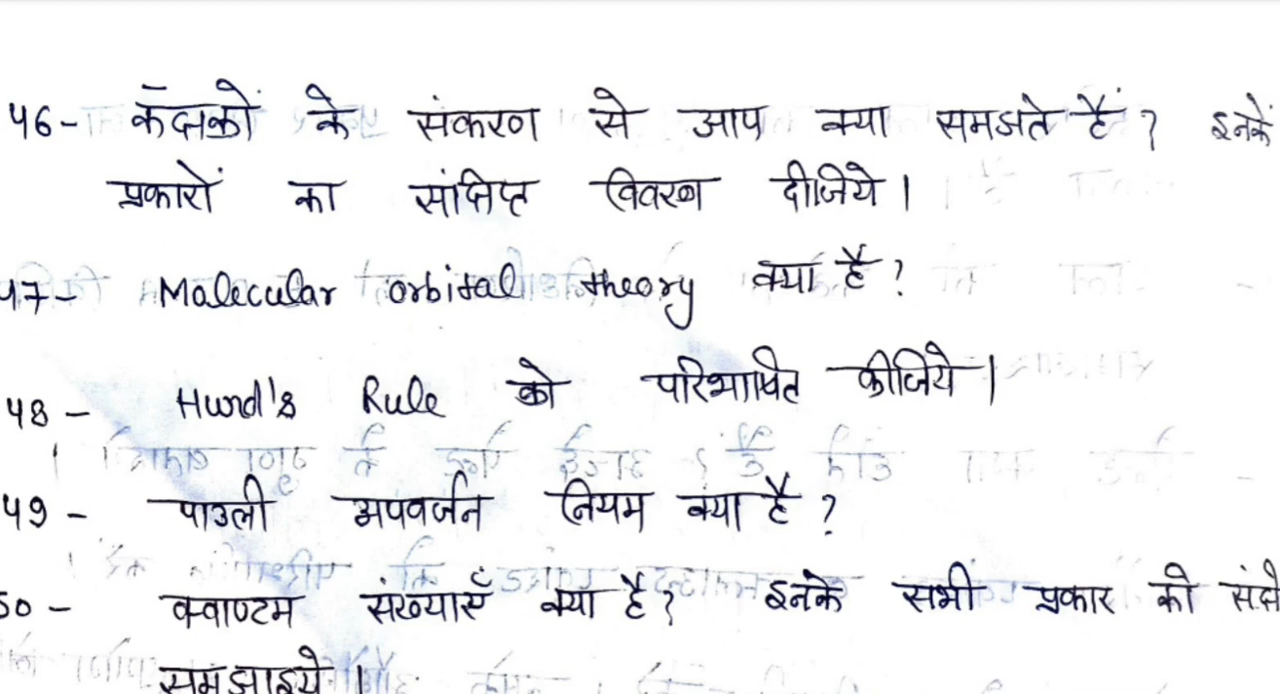 46- कॅक्षकों के संकरण से आप क्या समझते हैं? इनके
प्रकारों का संक्षिप्त विवरण दीजिये।
47- Malecular orbital theory क्या है?
48 - Hund's Rule को परिभाषित कीजिये।
49 - पाउली अपवर्जन नियम क्या है?
50 - क्वाण्टम संख्याएँ क्या है? इनके सभी प्रकार को संक्षे
समझाइये।